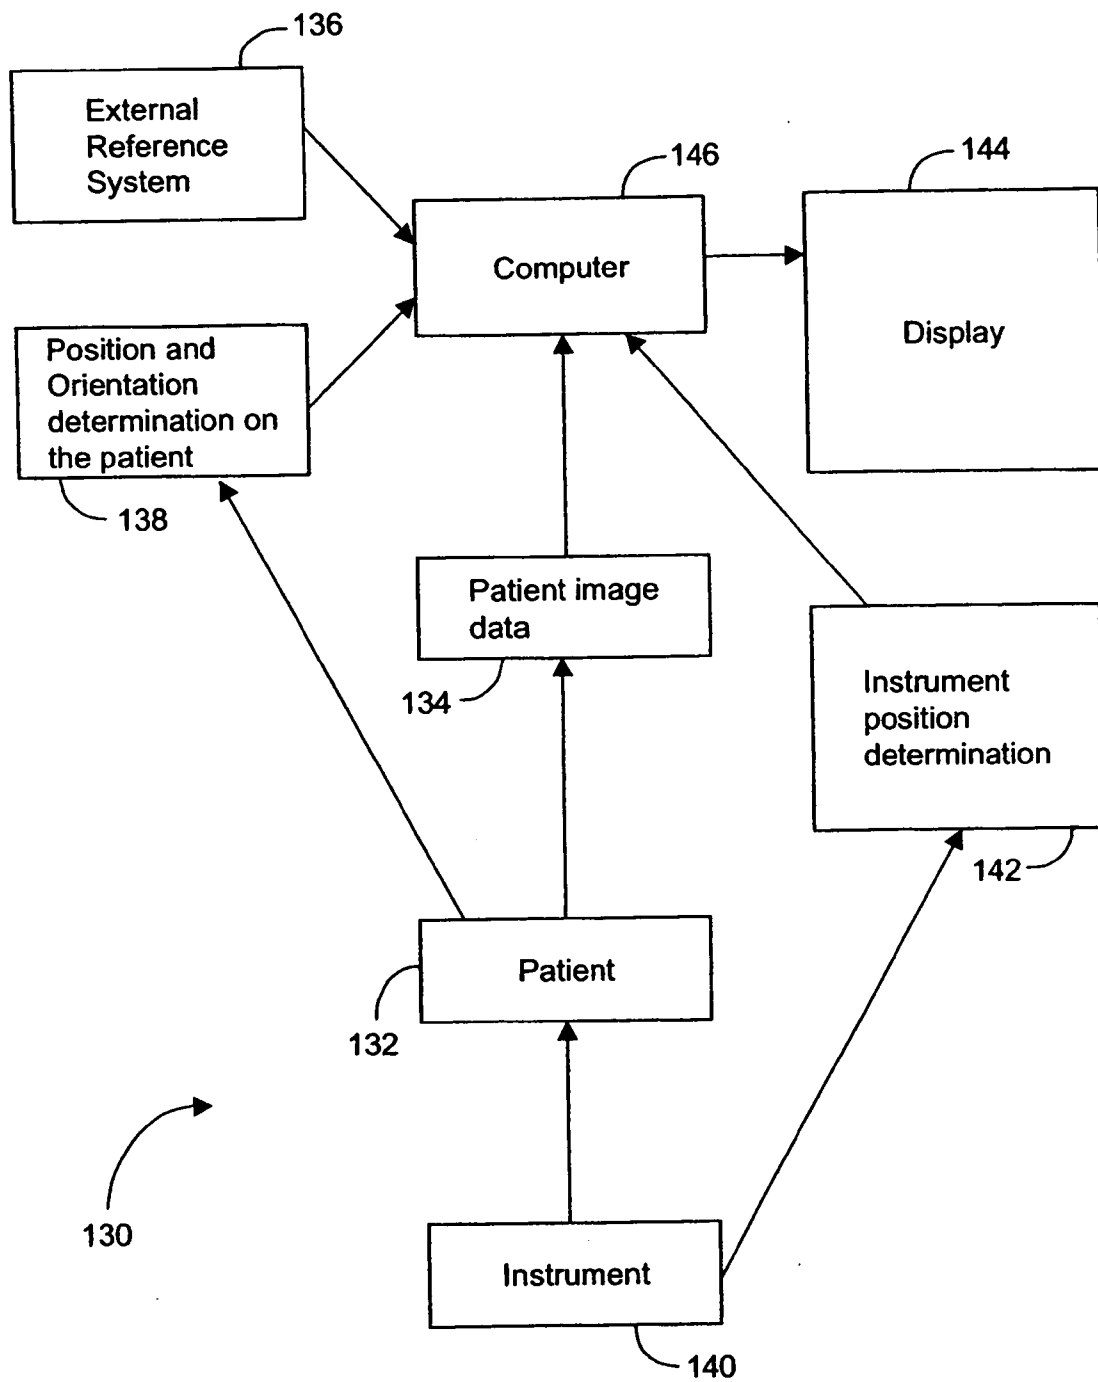 136
External
Reference
System
146
144
Computer
Display
Position and
Orientation
determination on
the patient
138
Patient image
data
134
Instrument
position
determination
142
Patient
132
130
Instrument
140